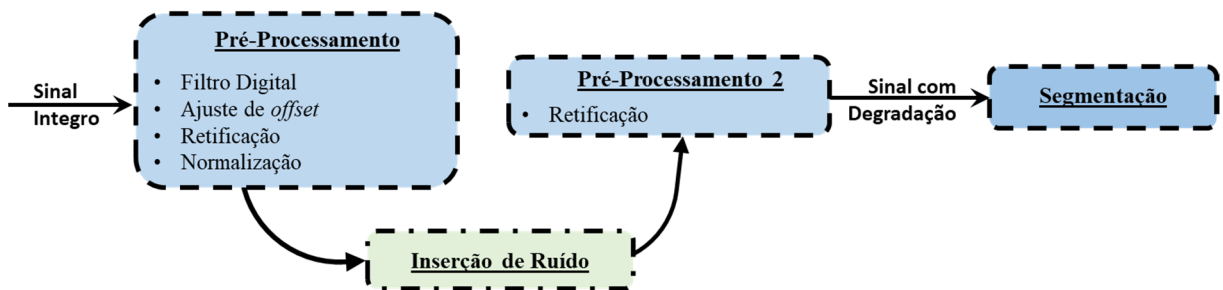 Sinal
Integro
Pré-Processamento
• Filtro Digital
• Ajuste de offset
• Retificação
• Normalização
Inserção de Ruído
Pré-Processamento 2
• Retificação
Sinal com
Degradação
Segmentação